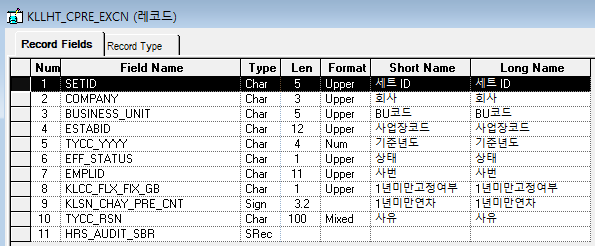 KLLHT_CPRE_EXCN (레코드)
Record Fields Record Type
Num Field Name Type Len Format Short Name Long Name
1 SETID Char 5 Upper 세트 ID 세트 ID
2 COMPANY Char 3 Upper 회사 회사
3 BUSINESS_UNIT Char 5 Upper BU코드 BU코드
4 ESTABID Char 12 Upper 사업장코드 사업장코드
5 TYCC_YYYY Char 4 Num 기준년도 기준년도
6 EFF_STATUS Char 1 Upper 상태 상태
7 EMPLID Char 11 Upper 사번 사번
8 KLCC_FLX_FIX_GB Char 1 Upper 1년미만고정여부 1년미만고정여부
9 KLSN_CHAY_PRE_CNT Sign 3.2 1년미만연차 1년미만연차
10 TYCC_RSN Char 100 Mixed 사유 사유
11 HRS_AUDIT_SBR SRec